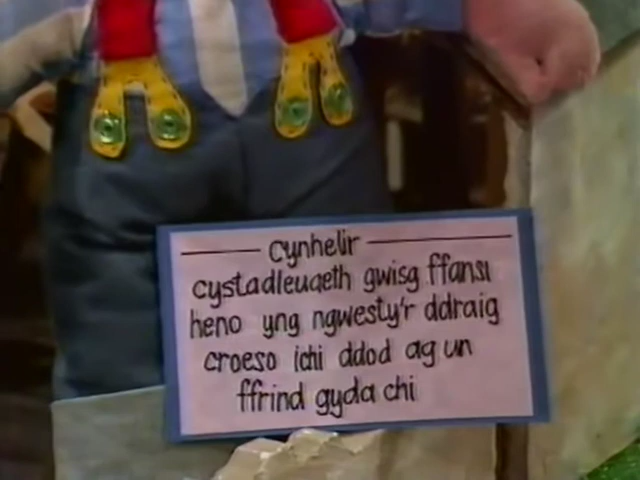 Cynhelir
cystadleuaeth gwisg ffansi
heno yng ngwesty'r ddraig
croeso ichi ddod ag un
ffrind gyda chi